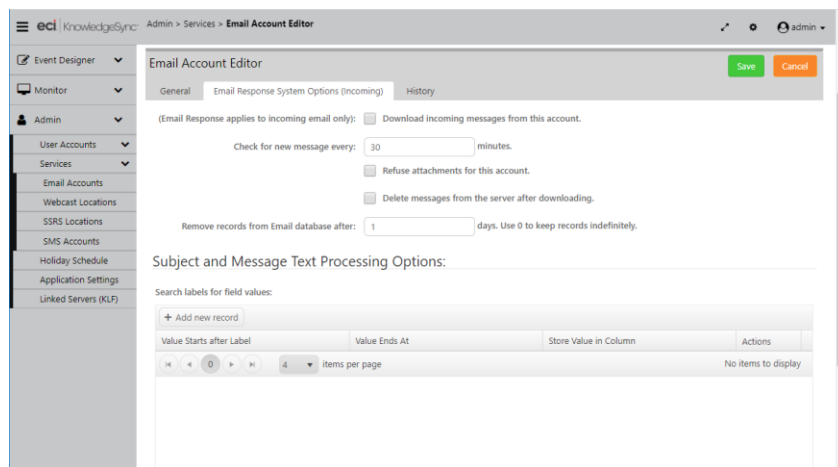 eci KnowledgeSync
Admin > Services > Email Account Editor
admin
Event Designer
Monitor
Admin
User Accounts
Services
Email Accounts
Webcast Locations
SSRS Locations
SMS Accounts
Holiday Schedule
Application Settings
Linked Servers (KLF)
Email Account Editor
Save
Cancel
General
Email Response System Options (Incoming)
History
(Email Response applies to incoming email only): Download incoming messages from this account.
Check for new message every: 30 minutes.
Refuse attachments for this account.
Delete messages from the server after downloading.
Remove records from Email database after: 1 days. Use 0 to keep records indefinitely.
Subject and Message Text Processing Options:
Search labels for field values:
+ Add new record
Value Starts after Label Value Ends At Store Value in Column Actions
0 4 items per page No items to display